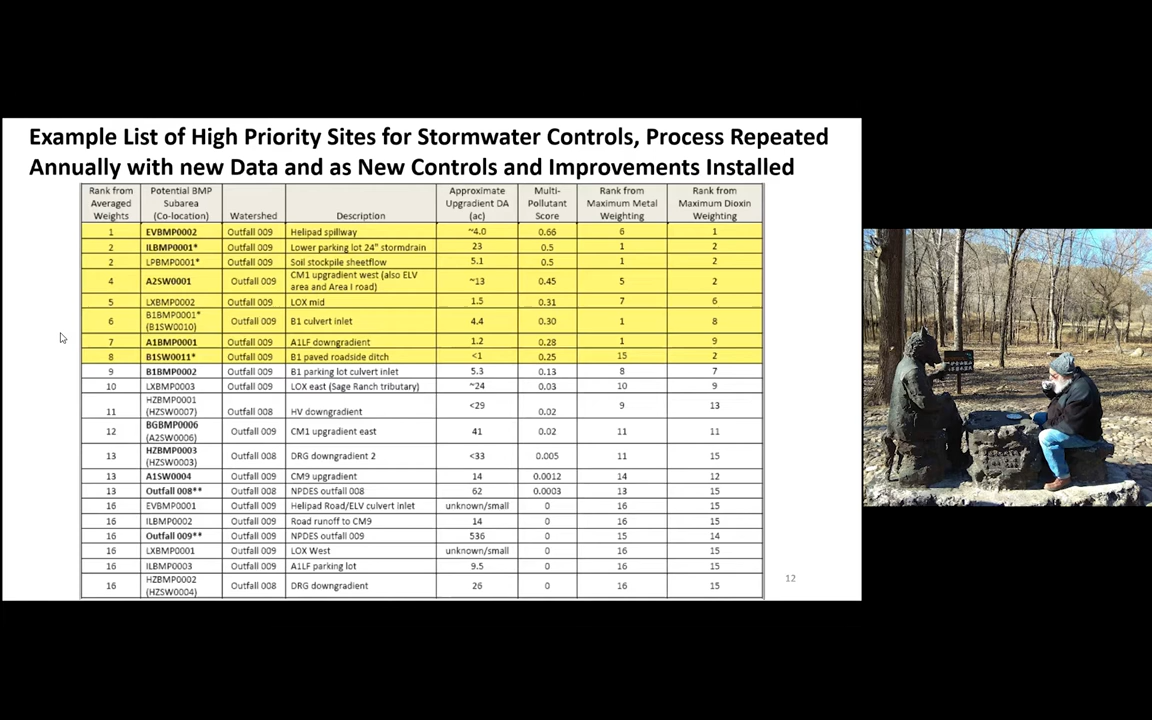 Example List of High Priority Sites for Stormwater Controls, Process Repeated
Annually with new Data and as New Controls and Improvements Installed
Rank from Averaged Weights Potential BMP Subarea (Co-location) Watershed Description Approximate Upgradient DA (ac) Multi-Pollutant Score Rank from Maximum Metal Weighting Rank from Maximum Dioxin Weighting
1 EVBMP0002 Outfall 009 Helipad spillway ~4.0 0.66 6 1
2 ILBMP0001* Outfall 009 Lower parking lot 24" stormdrain 23 0.5 1 2
2 LPBMP0001* Outfall 009 Soil stockpile sheetflow 5.1 0.5 1 2
4 A2SW0001 Outfall 009 CM1 upgradient west (also ELV area and Area I road) ~13 0.45 5 2
5 LXBMP0002 Outfall 009 LOX mid 1.5 0.31 7 6
6 B1BMP0001* (B1SW0010) Outfall 009 B1 culvert inlet 4.4 0.30 1 8
7 A1BMP0001 Outfall 009 A1LF downgradient 1.2 0.28 1 9
8 B1SW0011* Outfall 009 B1 paved roadside ditch <1 0.25 15 2
9 B1BMP0002 Outfall 009 B1 parking lot culvert inlet 5.3 0.13 8 7
10 LXBMP0003 Outfall 009 LOX east (Sage Ranch tributary) ~24 0.03 10 9
11 HZBMP0001 (HZSW0007) Outfall 008 HV downgradient <29 0.02 9 13
12 BGBMP0006 (A2SW0006) Outfall 009 CM1 upgradient east 41 0.02 11 11
13 HZBMP0003 (HZSW0003) Outfall 008 DRG downgradient 2 <33 0.005 11 15
13 A1SW0004 Outfall 009 CM9 upgradient 14 0.0012 14 12
13 Outfall 008** Outfall 008 NPDES outfall 008 62 0.0003 13 15
16 EVBMP0001 Outfall 009 Helipad Road/ELV culvert inlet unknown/small 0 16 15
16 ILBMP0002 Outfall 009 Road runoff to CM9 14 0 16 15
16 Outfall 009** Outfall 009 NPDES outfall 009 536 0 15 14
16 LXBMP0001 Outfall 009 LOX West unknown/small 0 16 15
16 ILBMP0003 Outfall 009 A1LF parking lot 9.5 0 16 15
16 HZBMP0002 (HZSW0004) Outfall 008 DRG downgradient 26 0 16 15
12